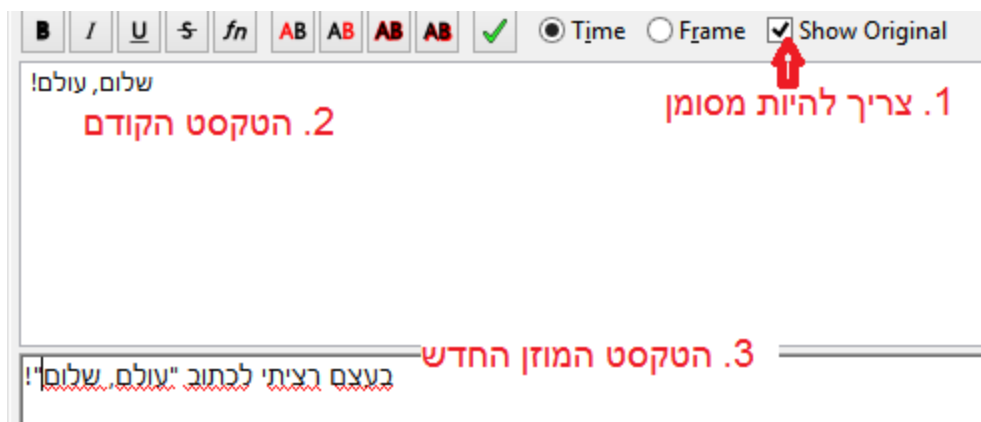 B I U S fn AB AB AB AB Time Frame Show Original
שלום, עולם!
1. צריך להיות מסומן
2. הטקסט הקודם
3. הטקסט המוזן החדש
בעצם רציתי לכתוב "עולם, שלום"!